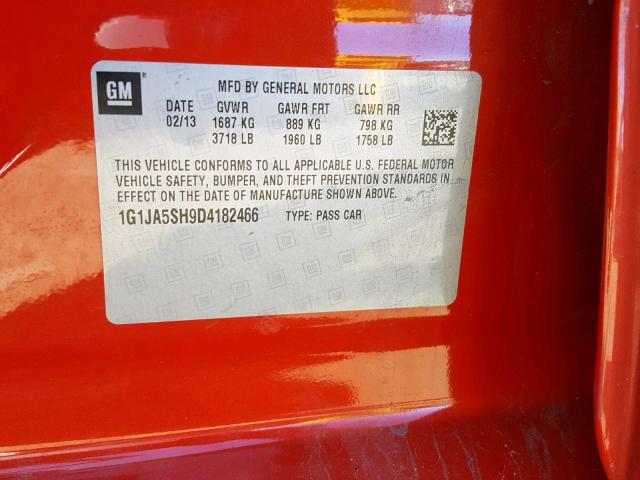 GM ®
MFD BY GENERAL MOTORS LLC
DATE GVWR GAWR FRT GAWR RR
02/13 1687 KG 889 KG 798 KG
3718 LB 1960 LB 1758 LB
THIS VEHICLE CONFORMS TO ALL APPLICABLE U.S. FEDERAL MOTOR
VEHICLE SAFETY, BUMPER, AND THEFT PREVENTION STANDARDS IN
EFFECT ON THE DATE OF MANUFACTURE SHOWN ABOVE.
1G1JA5SH9D4182466 TYPE: PASS CAR